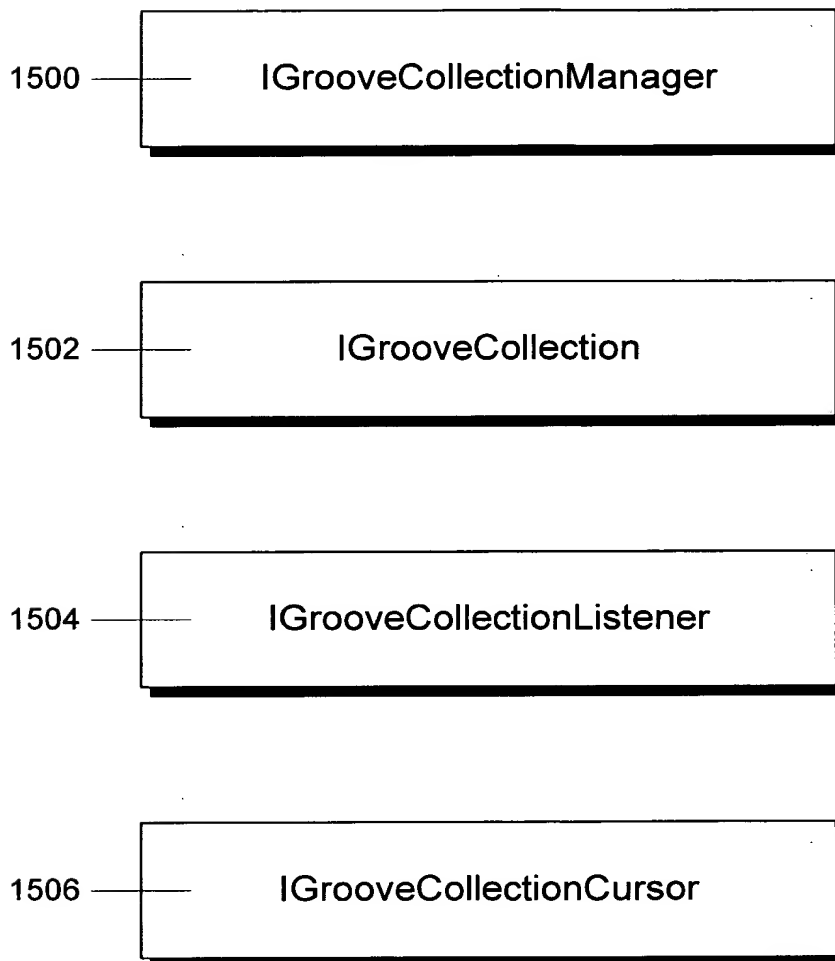 1500 IGrooveCollectionManager
1502 IGrooveCollection
1504 IGrooveCollectionListener
1506 IGrooveCollectionCursor